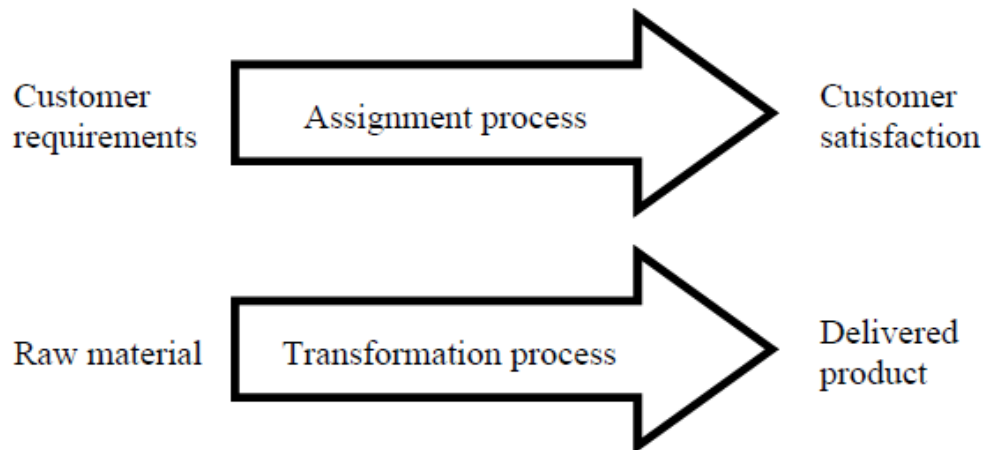 Customer
requirements
Assignment process
Customer
satisfaction
Raw material
Transformation process
Delivered
product